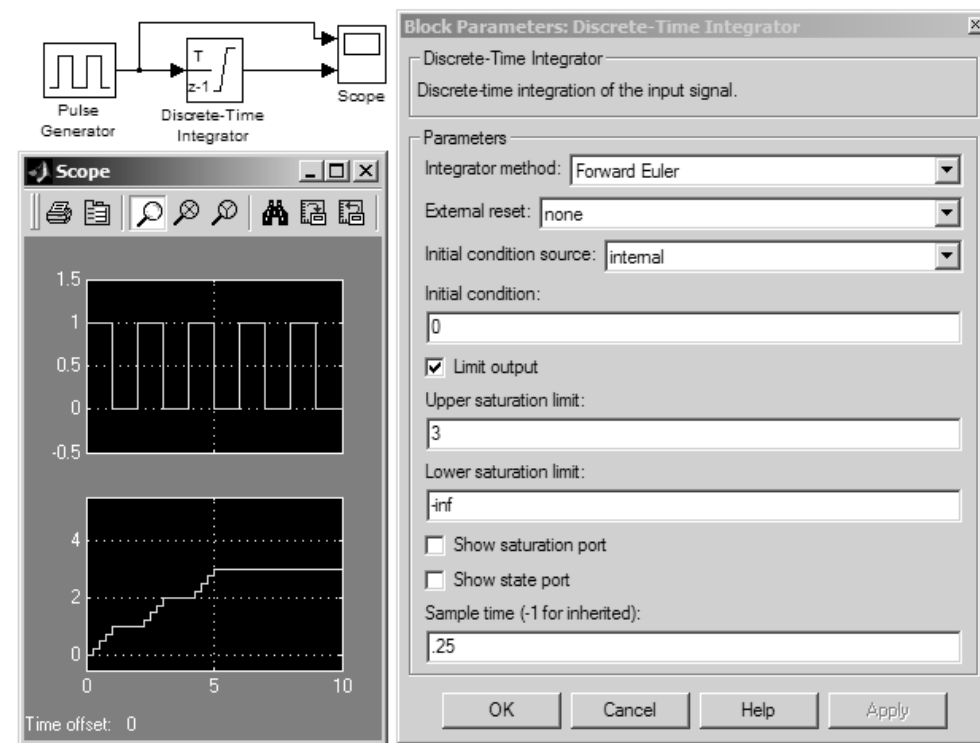 T
z-1
Pulse
Generator
Discrete-Time
Integrator
Scope
Scope
1.5
1
0.5
0
-0.5
4
2
0
0
5
10
Time offset: 0
Block Parameters: Discrete-Time Integrator
Discrete-Time Integrator
Discrete-time integration of the input signal.
Parameters
Integrator method: Forward Euler
External reset: none
Initial condition source: internal
Initial condition:
0
Limit output
Upper saturation limit:
3
Lower saturation limit:
-inf
Show saturation port
Show state port
Sample time (-1 for inherited):
.25
OK
Cancel
Help
Apply